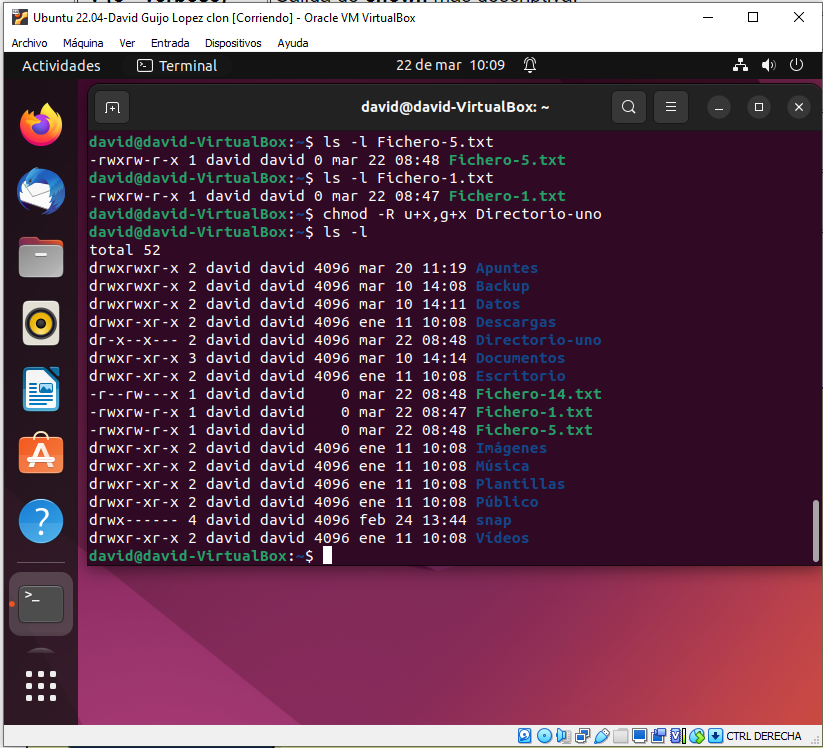 Ubuntu 22.04-David Guijo Lopez clon [Corriendo] - Oracle VM VirtualBox
Archivo Máquina Ver Entrada Dispositivos Ayuda
Actividades Terminal 22 de mar 10:09
david@david-VirtualBox: ~
david@david-VirtualBox:~$ ls -l Fichero-5.txt
-rwxrw-r-x 1 david david 0 mar 22 08:48 Fichero-5.txt
david@david-VirtualBox:~$ ls -l Fichero-1.txt
-rwxrw-r-x 1 david david 0 mar 22 08:47 Fichero-1.txt
david@david-VirtualBox:~$ chmod -R u+x,g+x Directorio-uno
david@david-VirtualBox:~$ ls -l
total 52
drwxrwxr-x 2 david david 4096 mar 20 11:19 Apuntes
drwxrwxr-x 2 david david 4096 mar 10 14:08 Backup
drwxrwxr-x 2 david david 4096 mar 10 14:11 Datos
drwxr-xr-x 2 david david 4096 ene 11 10:08 Descargas
dr-x--x--- 2 david david 4096 mar 22 08:48 Directorio-uno
drwxr-xr-x 3 david david 4096 mar 10 14:14 Documentos
drwxr-xr-x 2 david david 4096 ene 11 10:08 Escritorio
-r--rw---x 1 david david    0 mar 22 08:48 Fichero-14.txt
-rwxrw-r-x 1 david david    0 mar 22 08:47 Fichero-1.txt
-rwxrw-r-x 1 david david    0 mar 22 08:48 Fichero-5.txt
drwxr-xr-x 2 david david 4096 ene 11 10:08 Imágenes
drwxr-xr-x 2 david david 4096 ene 11 10:08 Música
drwxr-xr-x 2 david david 4096 ene 11 10:08 Plantillas
drwxr-xr-x 2 david david 4096 ene 11 10:08 Público
drwx------ 4 david david 4096 feb 24 13:44 snap
drwxr-xr-x 2 david david 4096 ene 11 10:08 Vídeos
david@david-VirtualBox:~$
CTRL DERECHA